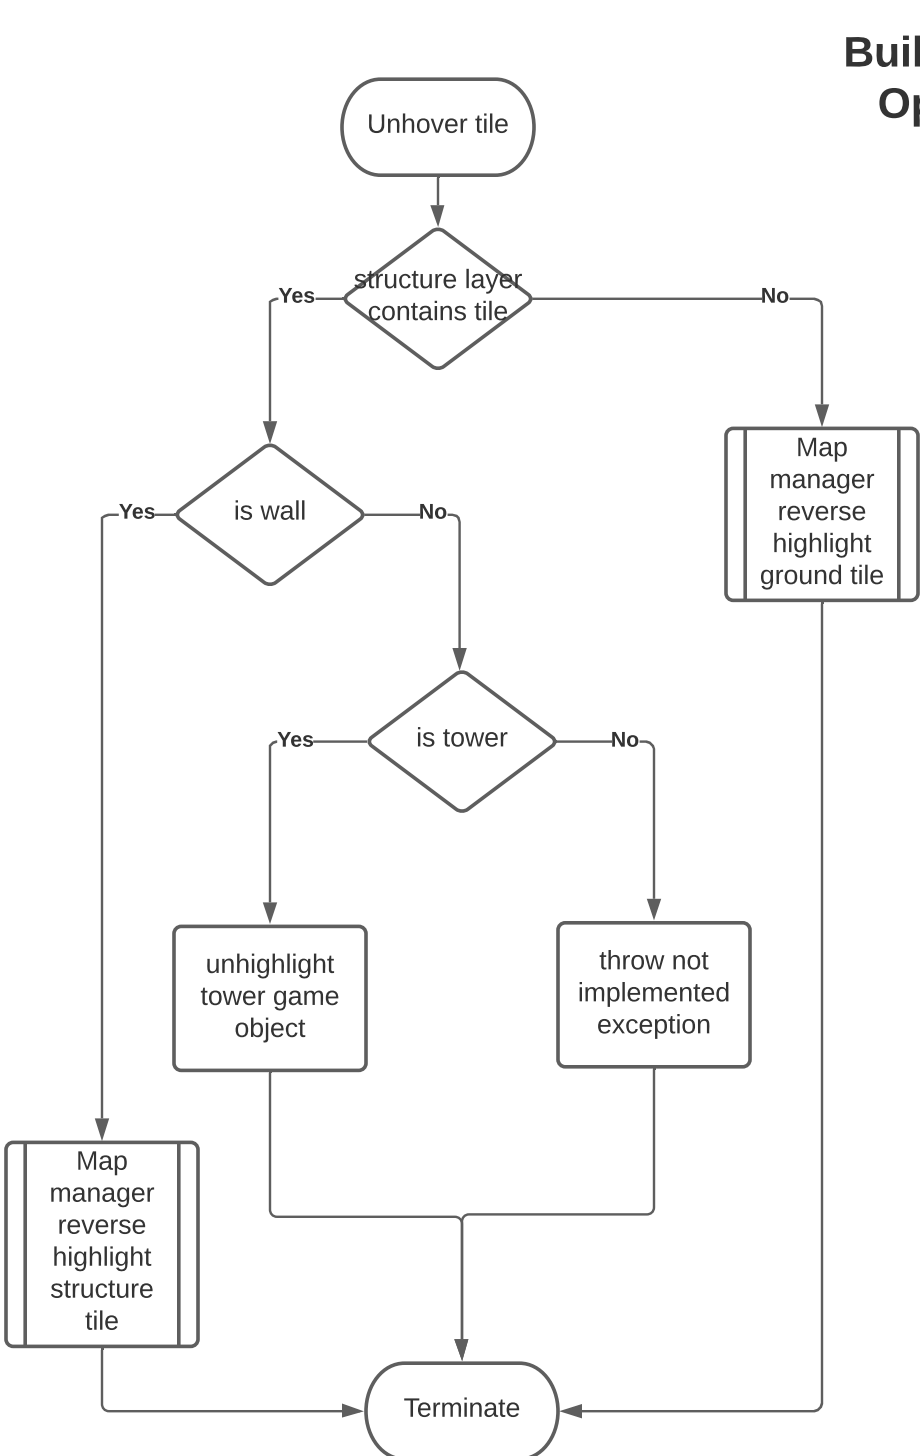 Buil
Op
Unhover tile
structure layer
contains tile
Yes
No
is wall
Yes
No
Map
manager
reverse
highlight
ground tile
is tower
Yes
No
unhighlight
tower game
object
throw not
implemented
exception
Map
manager
reverse
highlight
structure
tile
Terminate